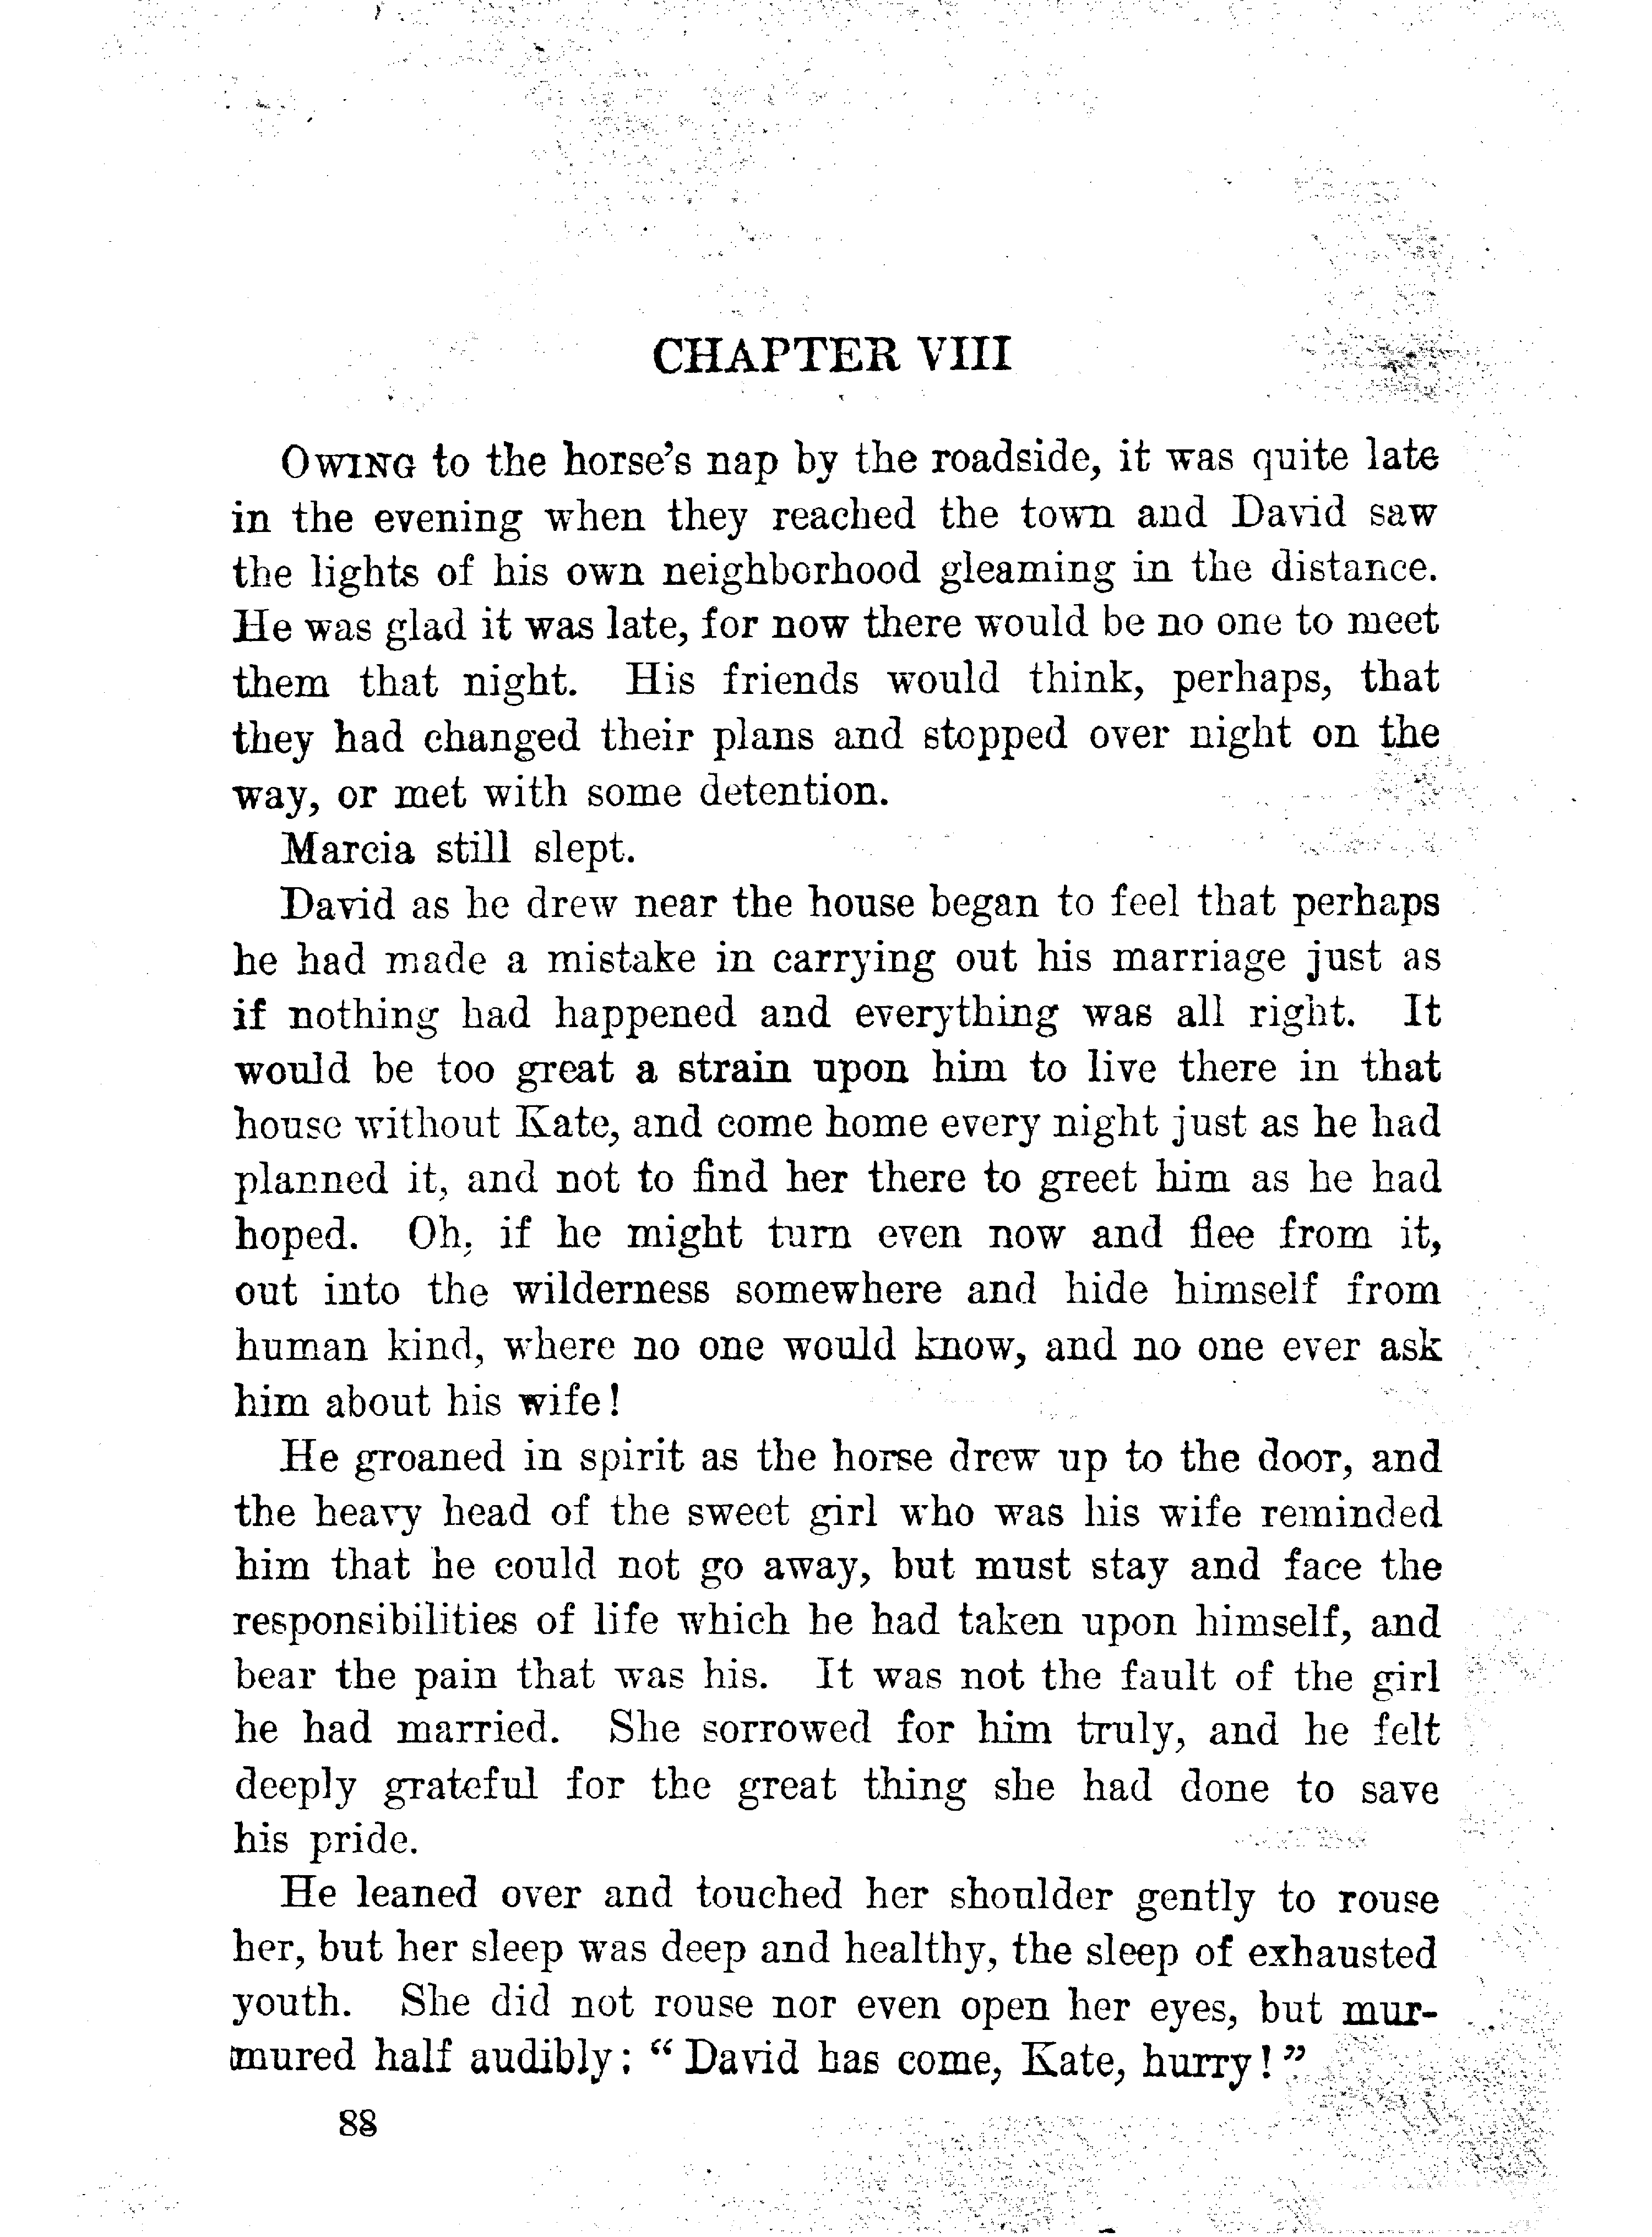 CHAPTER VIII
Owing to the horse's nap by the roadside, it was quite late
in the evening when they reached the town and David saw
the lights of his own neighborhood gleaming in the distance.
He was glad it was late, for now there would be no one to meet
them that night. His friends would think, perhaps, that
they had changed their plans and stopped over night on the
way, or met with some detention.
Marcia still slept.
David as he drew near the house began to feel that perhaps
he had made a mistake in carrying out his marriage just as
if nothing had happened and everything was all right. It
would be too great a strain upon him to live there in that
house without Kate, and come home every night just as he had
planned it, and not to find her there to greet him as he had
hoped. Oh, if he might turn even now and flee from it,
out into the wilderness somewhere and hide himself from
human kind, where no one would know, and no one ever ask
him about his wife!
He groaned in spirit as the horse drew up to the door, and
the heavy head of the sweet girl who was his wife reminded
him that he could not go away, but must stay and face the
responsibilities of life which he had taken upon himself, and
bear the pain that was his. It was not the fault of the girl
he had married. She sorrowed for him truly, and he felt
deeply grateful for the great thing she had done to save
his pride.
He leaned over and touched her shoulder gently to rouse
her, but her sleep was deep and healthy, the sleep of exhausted
youth. She did not rouse nor even open her eyes, but mur-
mured half audibly: "David has come, Kate, hurry!"
88